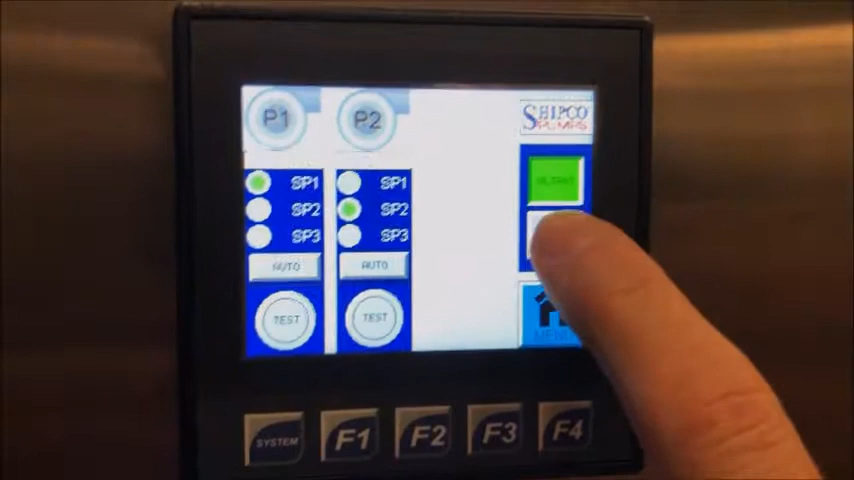 P1
P2
SHIPCO
PUMPS
SP1
SP2
SP3
AUTO
TEST
SP1
SP2
SP3
AUTO
TEST
MENU
SYSTEM
F1
F2
F3
F4